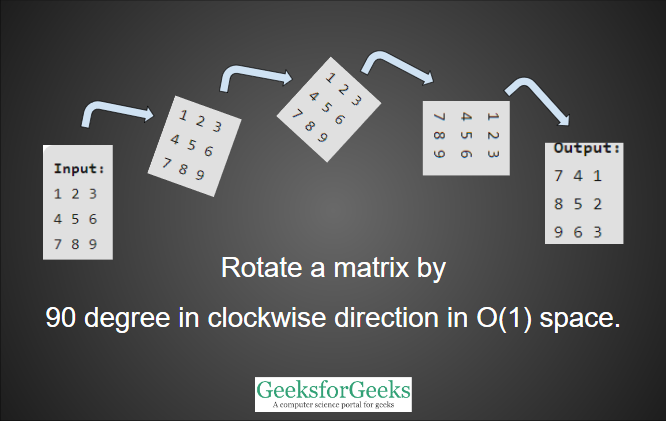 Input:
1 2 3
4 5 6
7 8 9
1 2 3
4 5 6
7 8 9
1 2 3
4 5 6
7 8 9
1 2 3
4 5 6
7 8 9
Output:
7 4 1
8 5 2
9 6 3
Rotate a matrix by
90 degree in clockwise direction in O(1) space.
GeeksforGeeks
A computer science portal for geeks